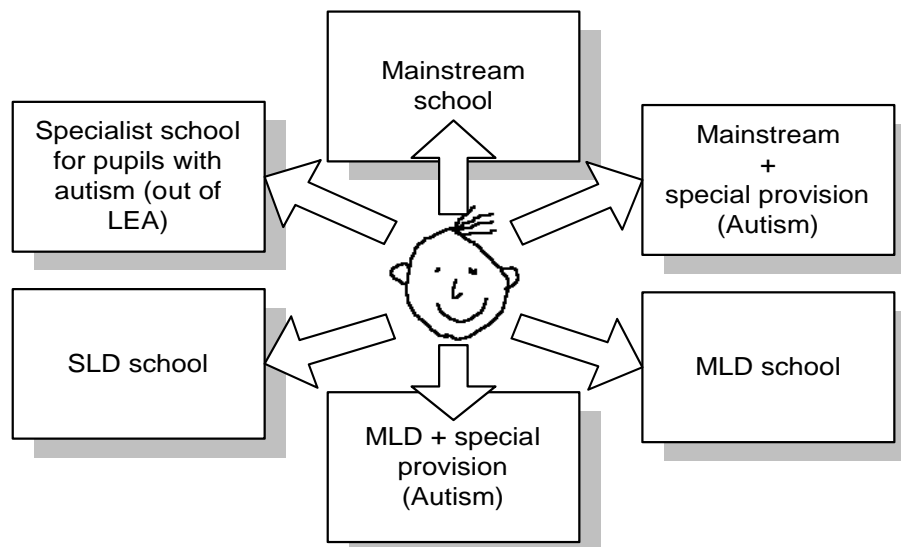 Mainstream
school
Specialist school
for pupils with
autism (out of
LEA)
Mainstream
+
special provision
(Autism)
SLD school
MLD school
MLD + special
provision
(Autism)